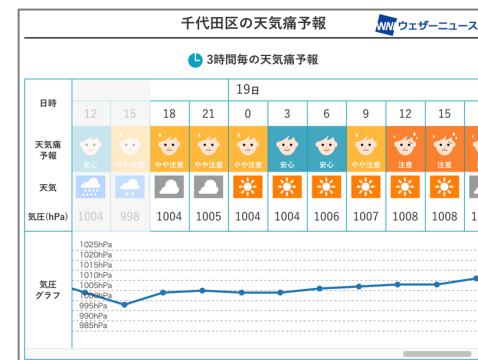 千代田区の天気痛予報
WN ウェザーニュース
3時間毎の天気痛予報
日時
19日
12 15 18 21 0 3 6 9 12 15
天気痛予報
安心 やや注意 やや注意 やや注意 やや注意 安心 安心 やや注意 注意 注意
天気
気圧(hPa) 1004 998 1004 1005 1004 1004 1006 1007 1008 1008
気圧グラフ
1025hPa
1020hPa
1015hPa
1010hPa
1005hPa
1000hPa
995hPa
990hPa
985hPa